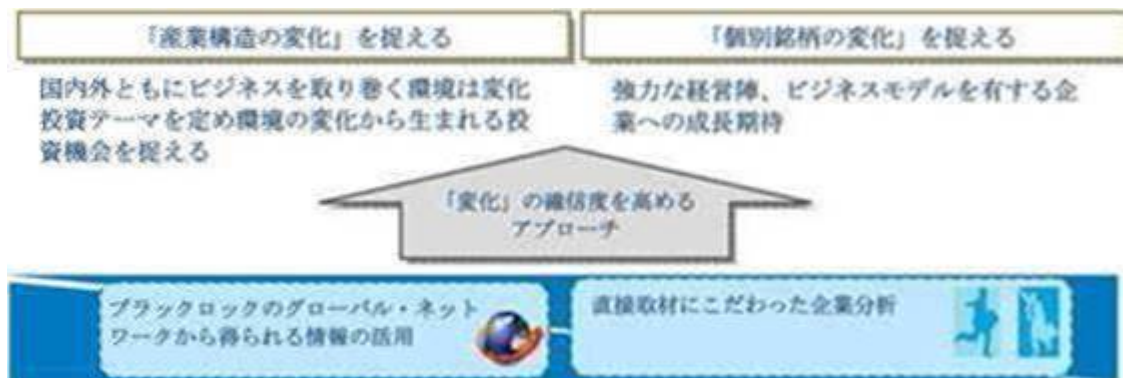 「産業構造の変化」を捉える
「個別銘柄の変化」を捉える
国内外ともにビジネスを取り巻く環境は変化
投資テーマを定め環境の変化から生まれる投
資機会を捉える
強力な経営陣、ビジネスモデルを有する企
業への成長期待
「変化」の確信度を高める
アプローチ
ブラックロックのグローバル・ネット
ワークから得られる情報の活用
直接取材にこだわった企業分析